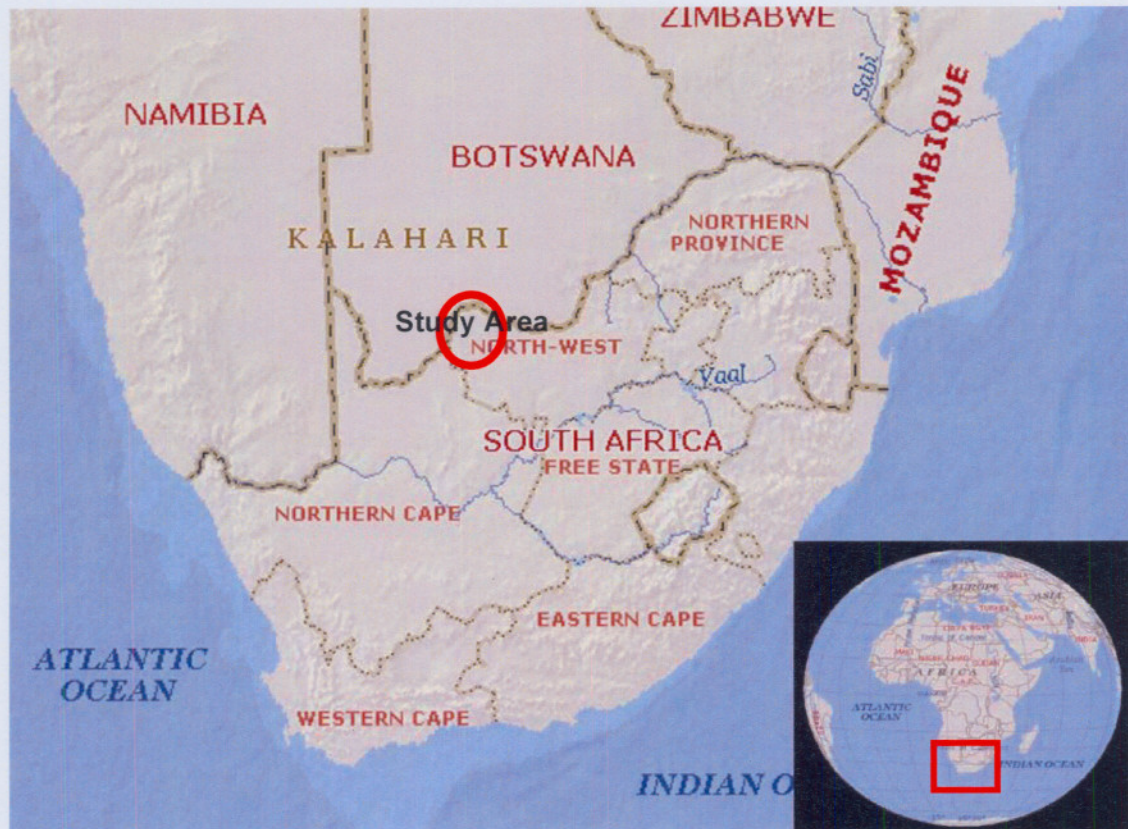 ZIMBABWE
Sabi
NAMIBIA
MOZAMBIQUE
BOTSWANA
NORTHERN
PROVINCE
KALAHARI
Study Area
NORTH-WEST
Vaal
SOUTH AFRICA
FREE STATE
NORTHERN CAPE
EASTERN CAPE
ATLANTIC
OCEAN
WESTERN CAPE
INDIAN O
EUROPE
ASIA
AFRICA
ATLANTIC
OCEAN
INDIAN OCEAN